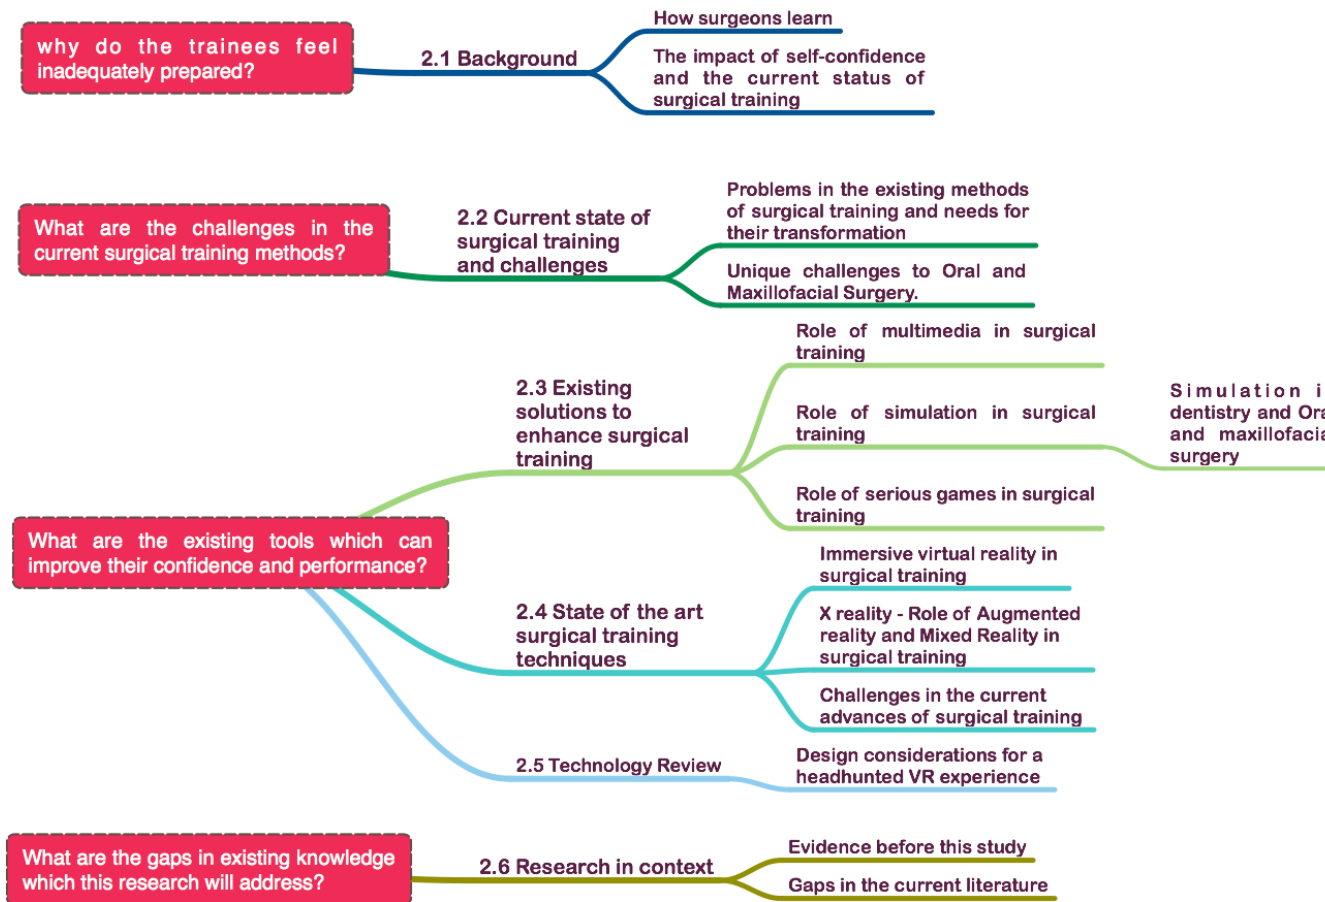 why do the trainees feel
inadequately prepared?
2.1 Background
How surgeons learn
The impact of self-confidence
and the current status of
surgical training
What are the challenges in the
current surgical training methods?
2.2 Current state of
surgical training
and challenges
Problems in the existing methods
of surgical training and needs for
their transformation
Unique challenges to Oral and
Maxillofacial Surgery.
What are the existing tools which can
improve their confidence and performance?
2.3 Existing
solutions to
enhance surgical
training
Role of multimedia in surgical
training
Role of simulation in surgical
training
Simulation i
dentistry and Ora
and maxillofacia
surgery
Role of serious games in surgical
training
2.4 State of the art
surgical training
techniques
Immersive virtual reality in
surgical training
X reality - Role of Augmented
reality and Mixed Reality in
surgical training
Challenges in the current
advances of surgical training
2.5 Technology Review
Design considerations for a
headhunted VR experience
What are the gaps in existing knowledge
which this research will address?
2.6 Research in context
Evidence before this study
Gaps in the current literature